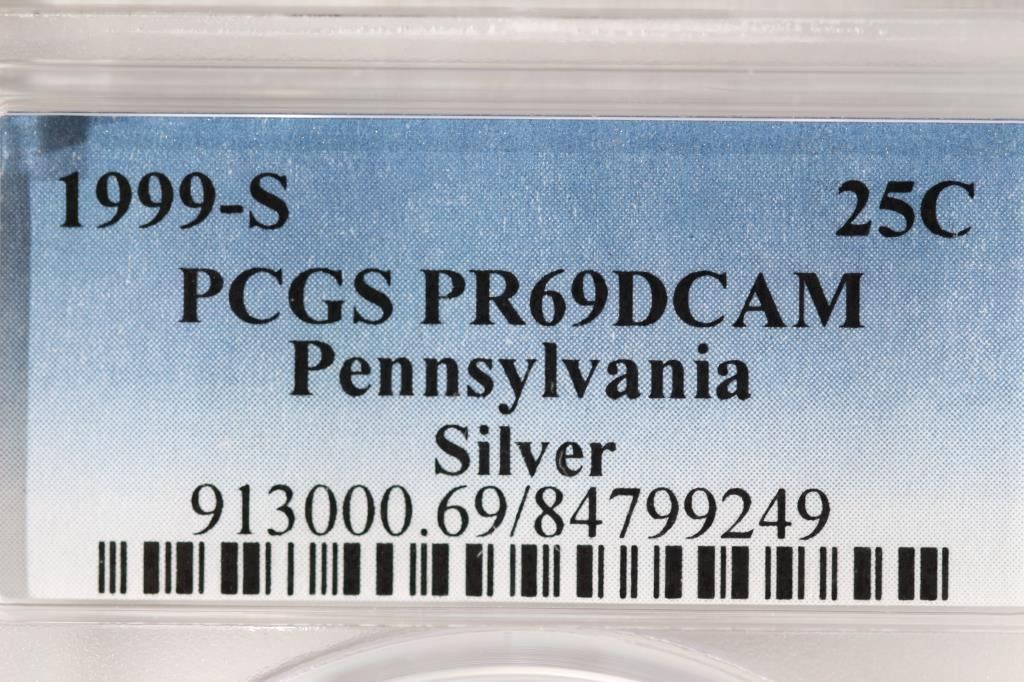 1999-S 25C
PCGS PR69DCAM
Pennsylvania
Silver
913000.69/84799249